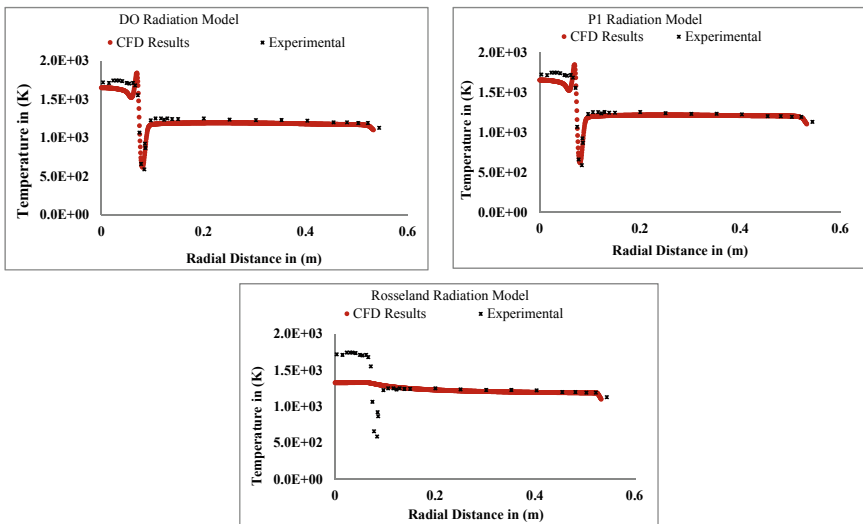 DO Radiation Model
CFD Results Experimental
2.0E+03
1.5E+03
1.0E+03
5.0E+02
0.0E+00
Temperature in (K)
0 0.2 0.4 0.6
Radial Distance in (m)
P1 Radiation Model
CFD Results Experimental
2.0E+03
1.5E+03
1.0E+03
5.0E+02
0.0E+00
Temperature in (K)
0 0.2 0.4 0.6
Radial Distance in (m)
Rosseland Radiation Model
CFD Results Experimental
2.0E+03
1.5E+03
1.0E+03
5.0E+02
0.0E+00
Temperature in (K)
0 0.2 0.4 0.6
Radial Distance in (m)